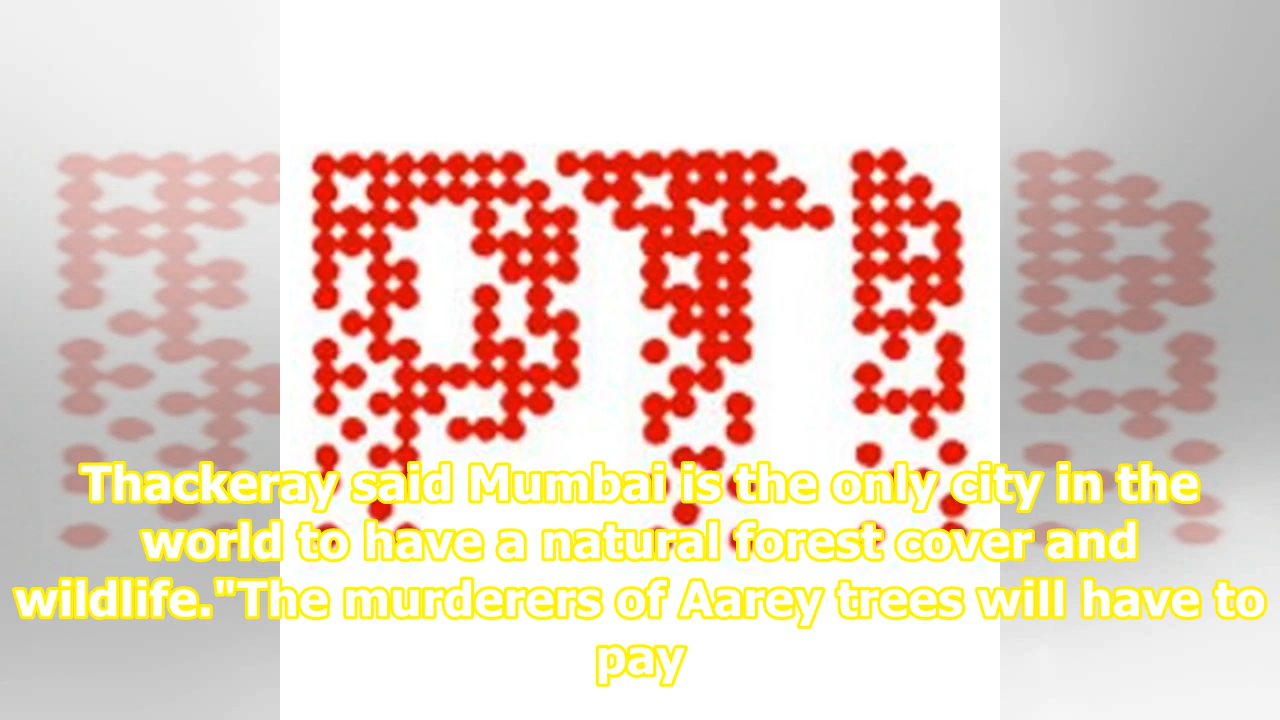 PTI
Thackeray said Mumbai is the only city in the
world to have a natural forest cover and
wildlife."The murderers of Aarey trees will have to
pay